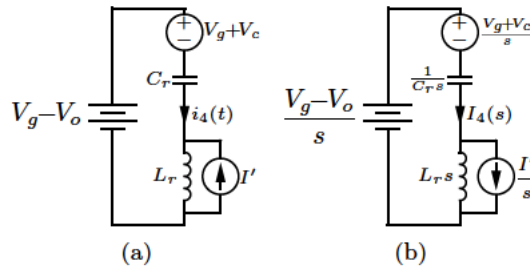 V_g+V_c
C_r
V_g−V_o
i_4(t)
L_r
I′
(a)
V_g+V_c
s
1
C_r s
V_g−V_o
s
I_4(s)
L_r s
I′
s
(b)